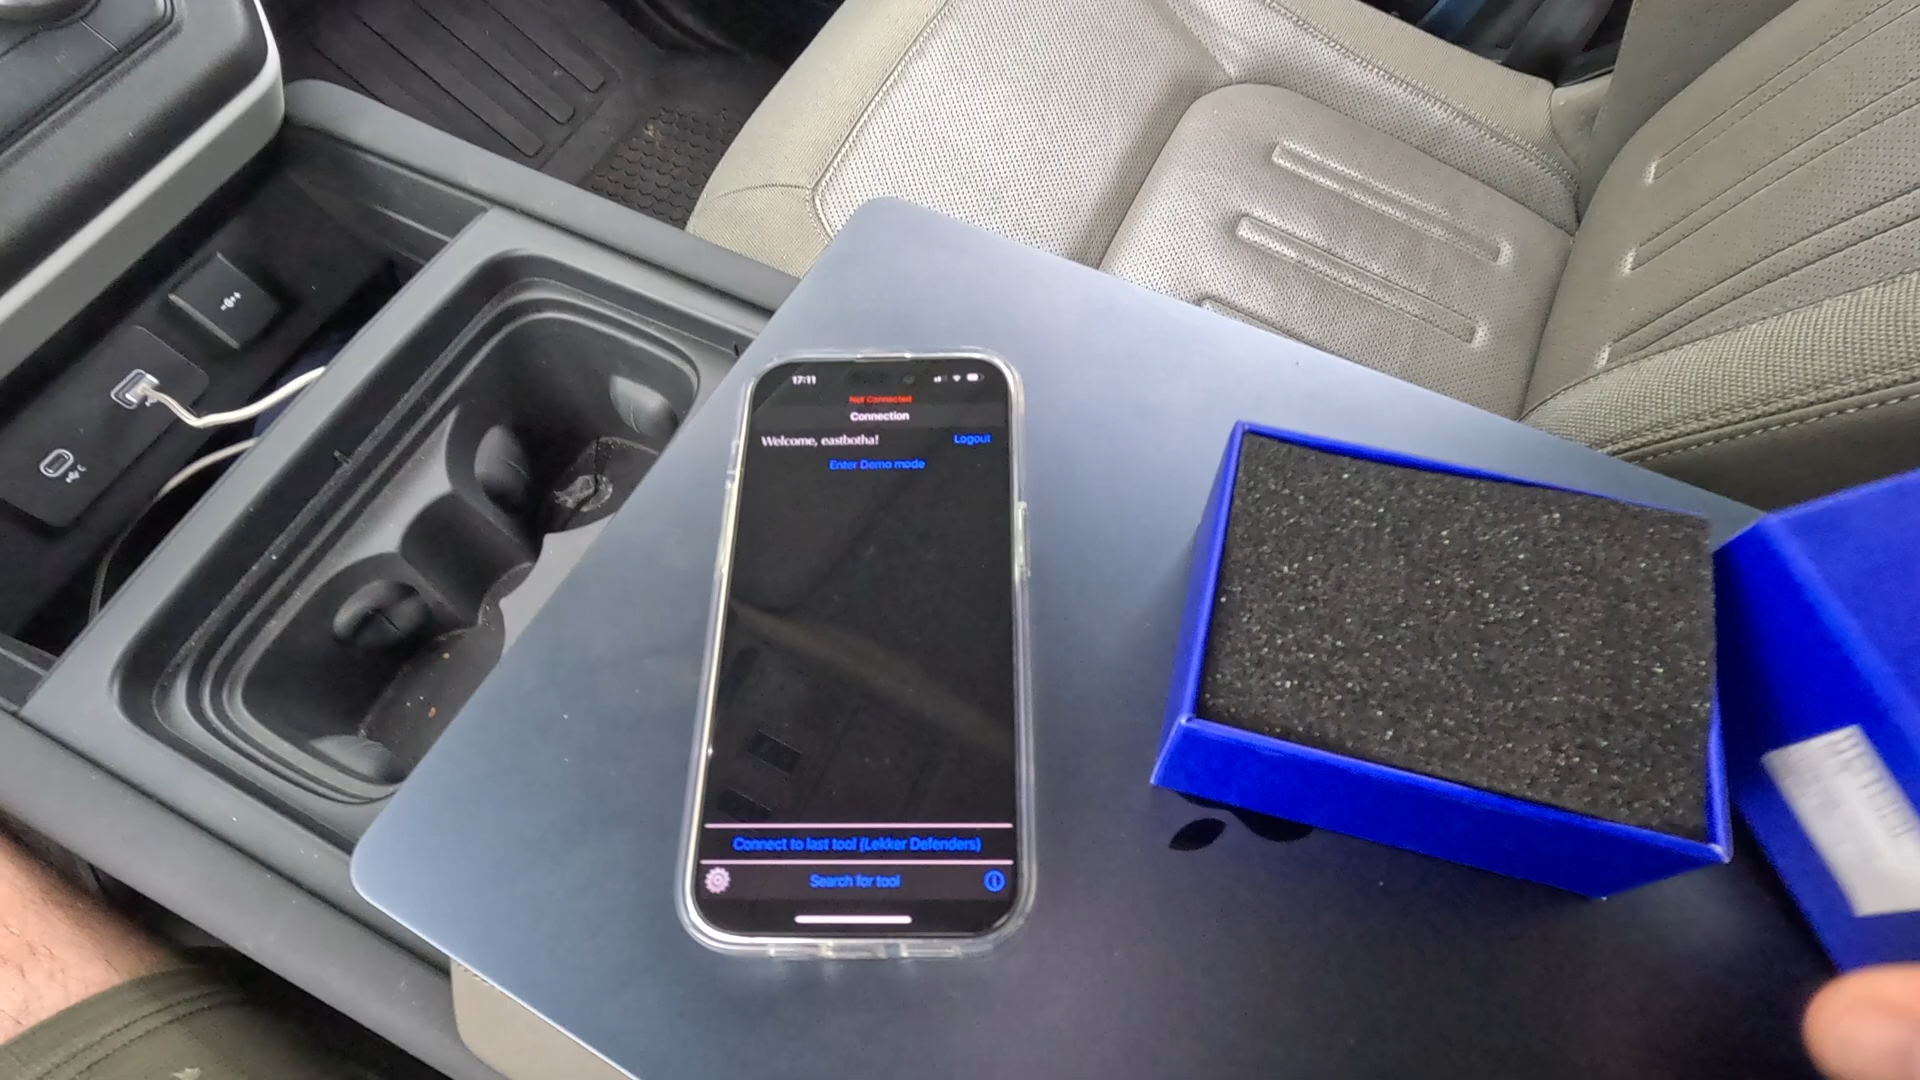 17:11
Not Connected
Connection
Welcome, eastbotha!
Logout
Enter Demo mode
Connect to last tool (Lekker Defenders)
Search for tool